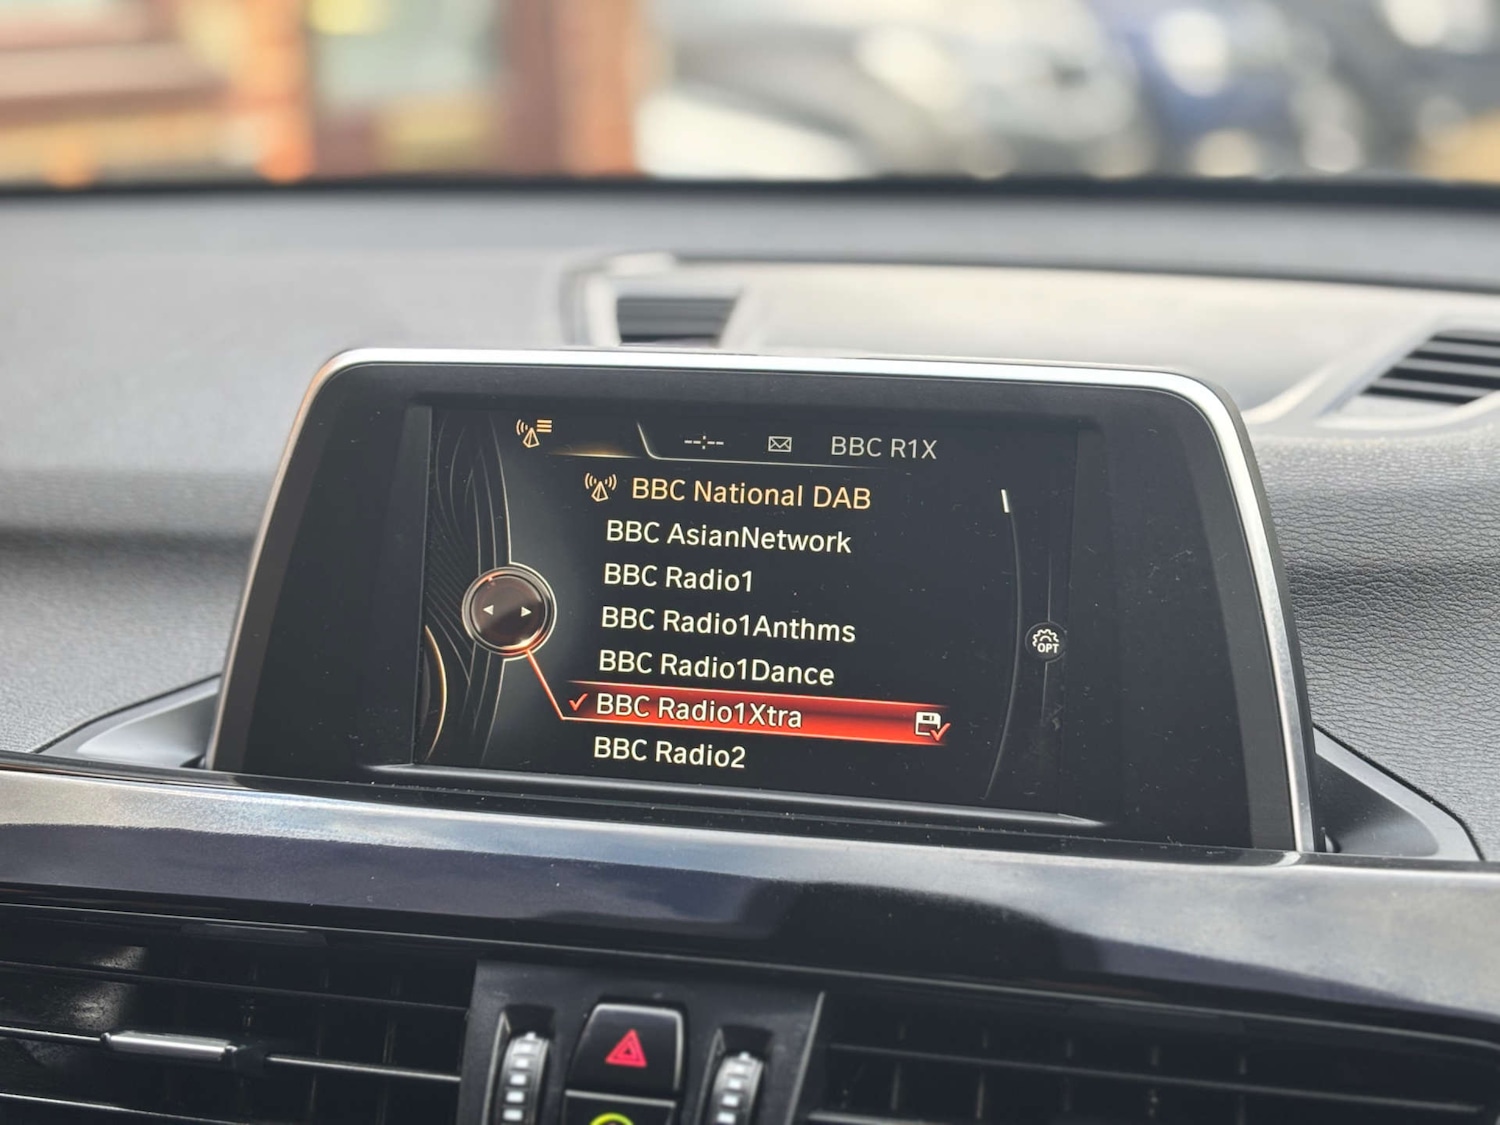 --:-- BBC R1X
BBC National DAB
BBC AsianNetwork
BBC Radio1
BBC Radio1Anthms
BBC Radio1Dance
BBC Radio1Xtra
BBC Radio2
OPT